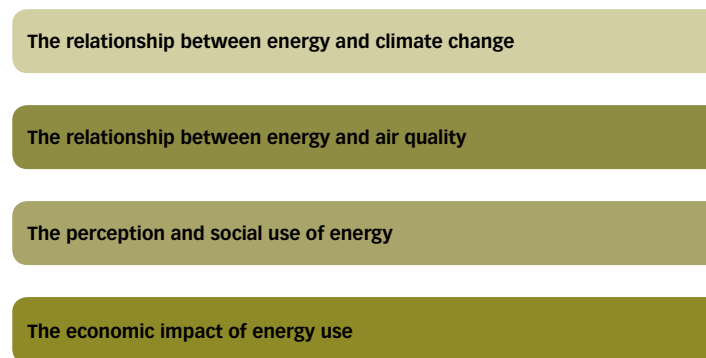 The relationship between energy and climate change
The relationship between energy and air quality
The perception and social use of energy
The economic impact of energy use